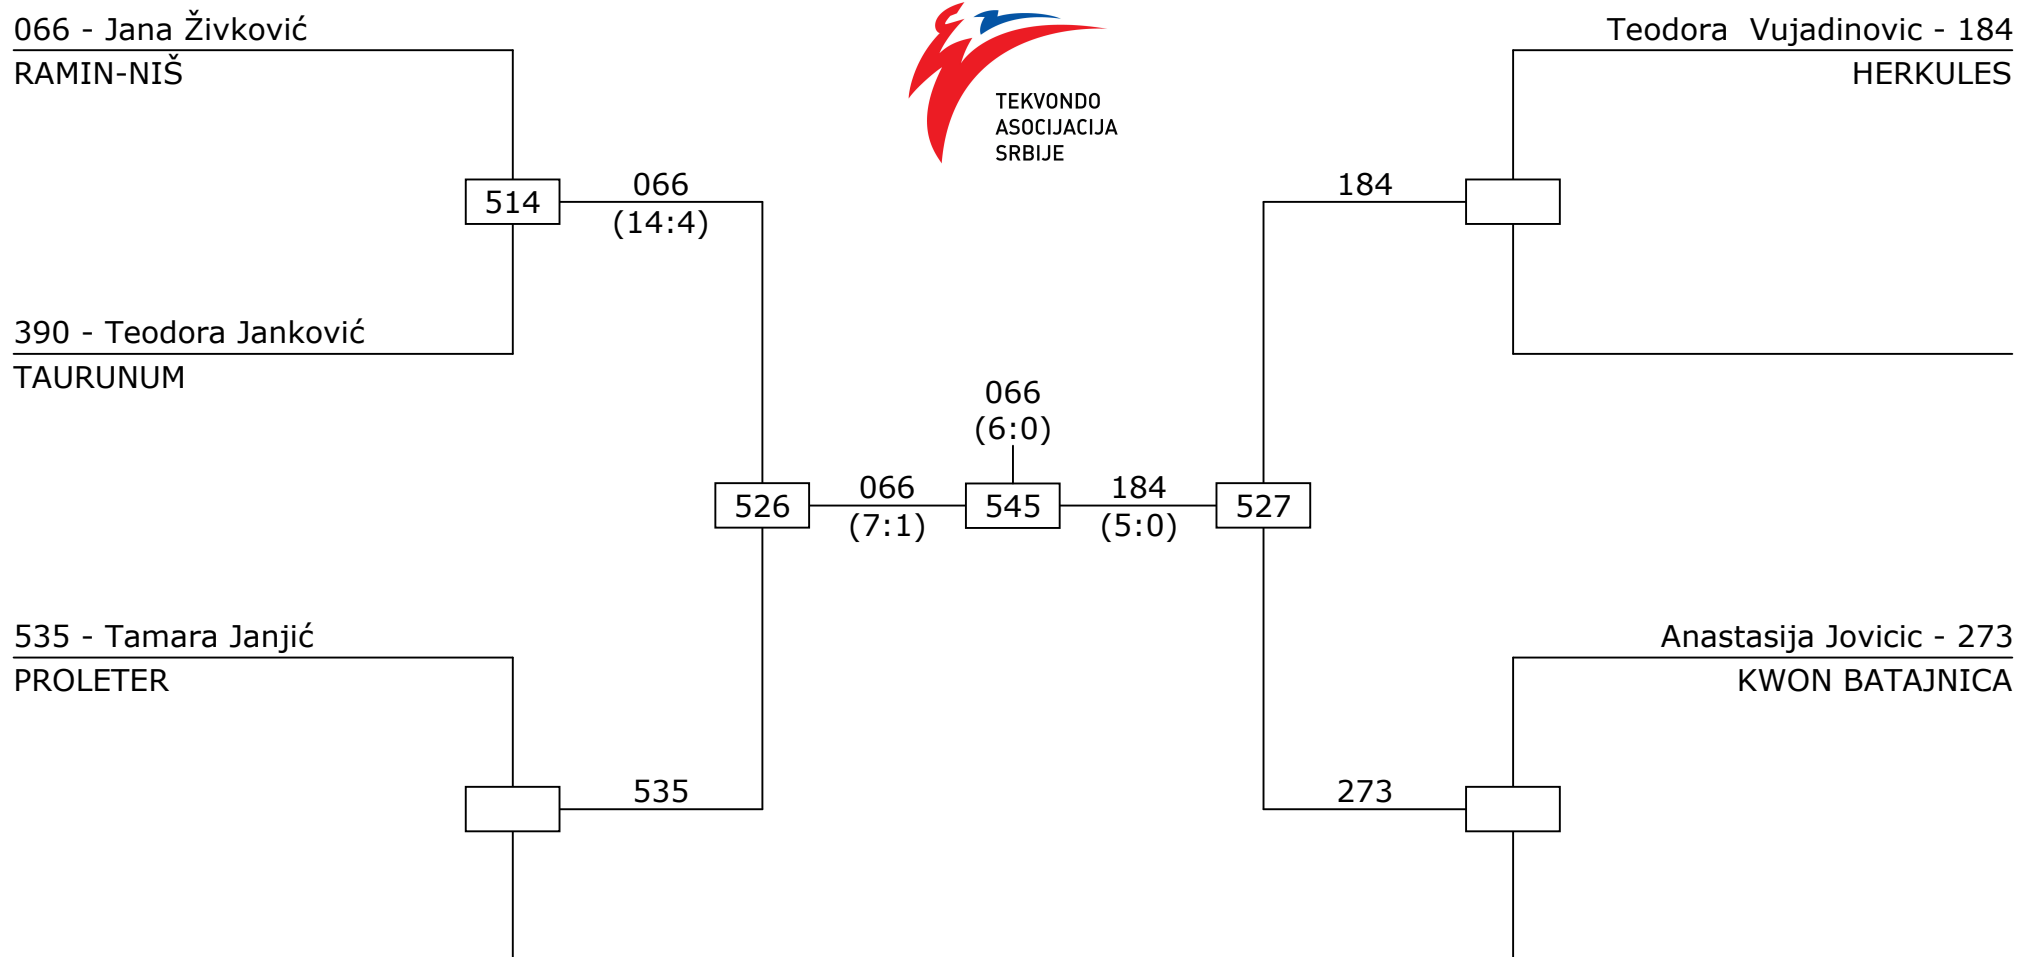 066 - Jana Živković
RAMIN-NIŠ
Teodora  Vujadinovic - 184
HERKULES
TEKVONDO
ASOCIJACIJA
SRBIJE
514
066
(14:4)
184
390 - Teodora Janković
TAURUNUM
066
(6:0)
526
066
(7:1)
545
184
(5:0)
527
535 - Tamara Janjić
PROLETER
Anastasija Jovicic - 273
KWON BATAJNICA
535
273